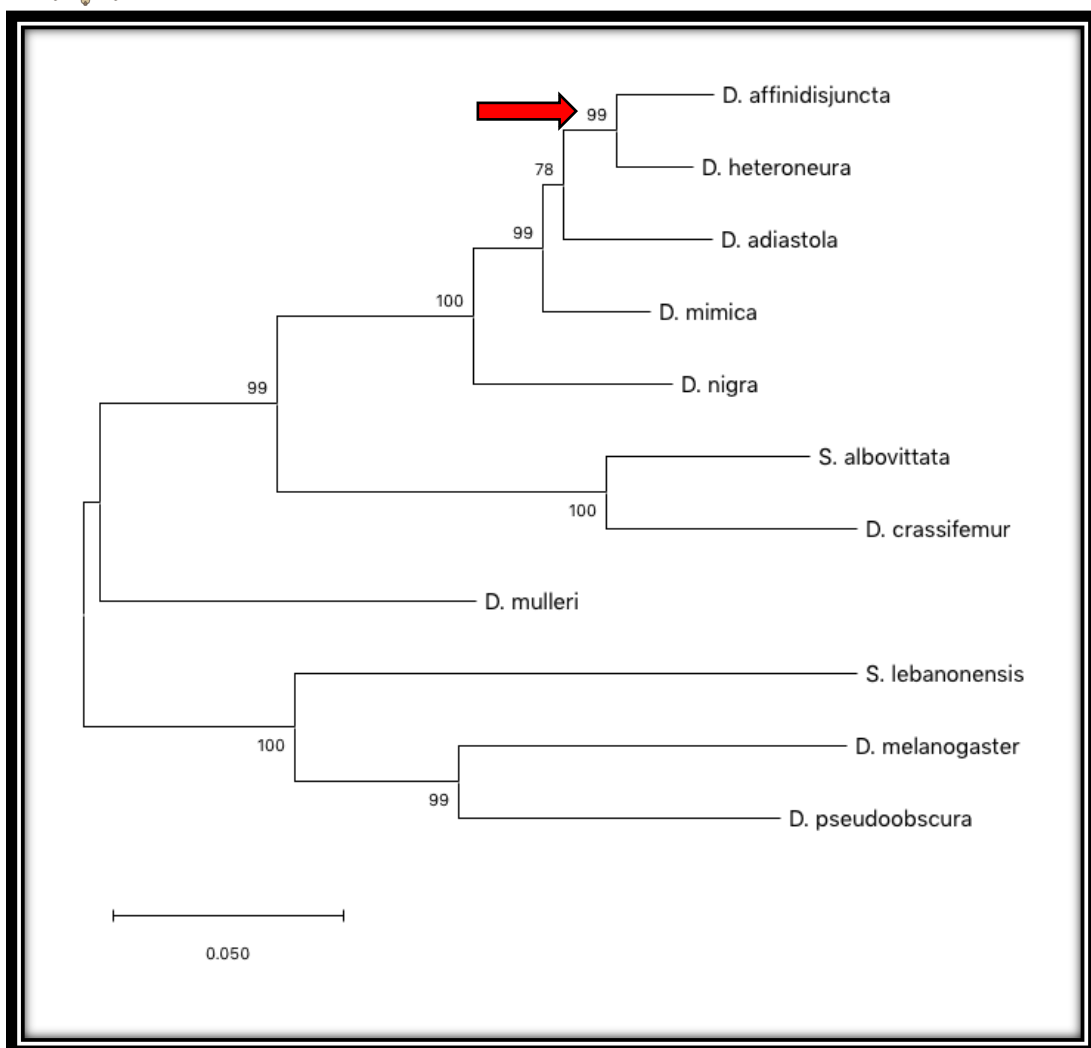 99
D. affinidisjuncta
D. heteroneura
78
D. adiastola
99
D. mimica
100
D. nigra
99
S. albovittata
100
D. crassifemur
D. mulleri
S. lebanonensis
100
D. melanogaster
99
D. pseudoobscura
0.050